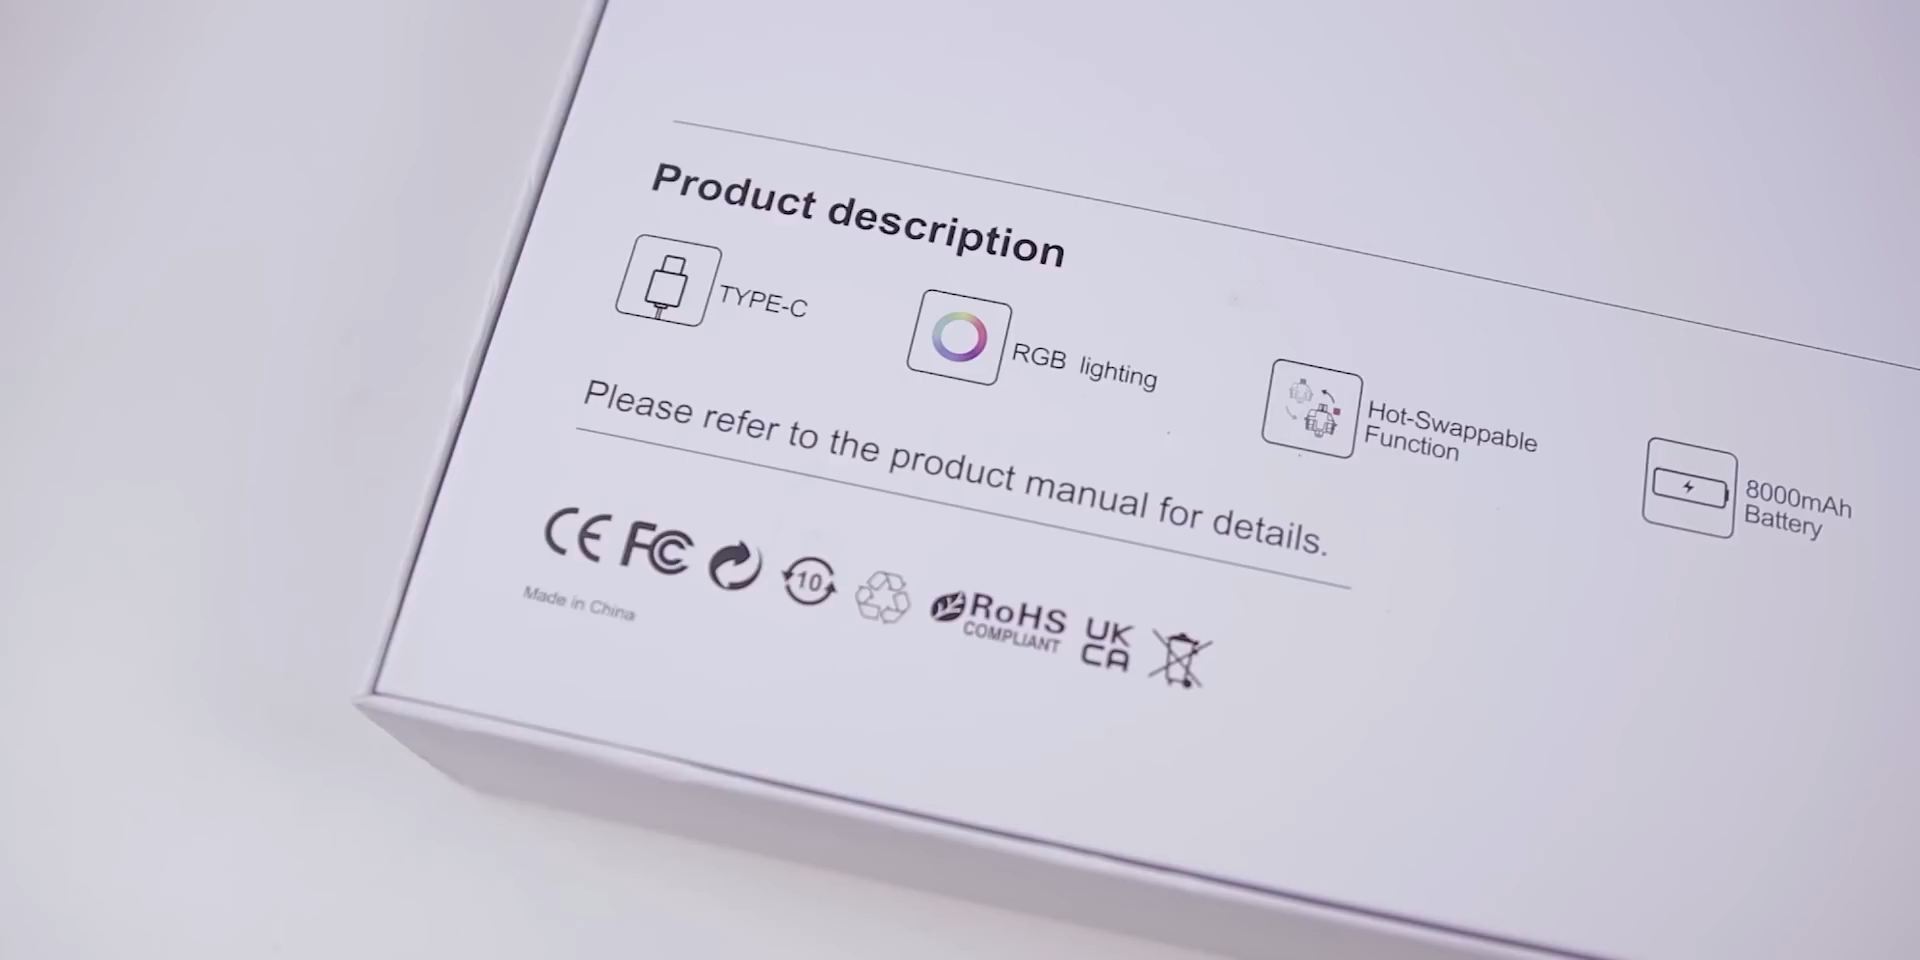 Product description
TYPE-C
RGB lighting
Hot-Swappable
Function
8000mAh
Battery
Please refer to the product manual for details.
CE FC 10 RoHS
COMPLIANT
UK
CA
Made in China